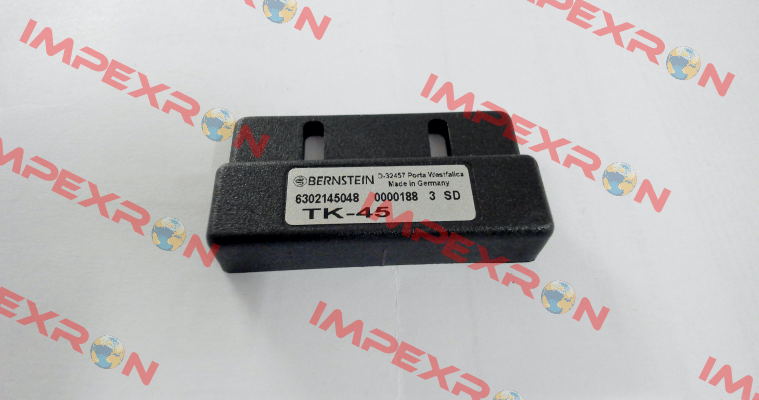 BERNSTEIN D-32457 Porta Westfalica
Made in Germany
6302145048 0000188 3 SD
TK-45
IMPEXRON
IMPEXRON
IMPEXRON
IMPEXRON
IMPEXRON
IMPEXRON
IMPEXRON